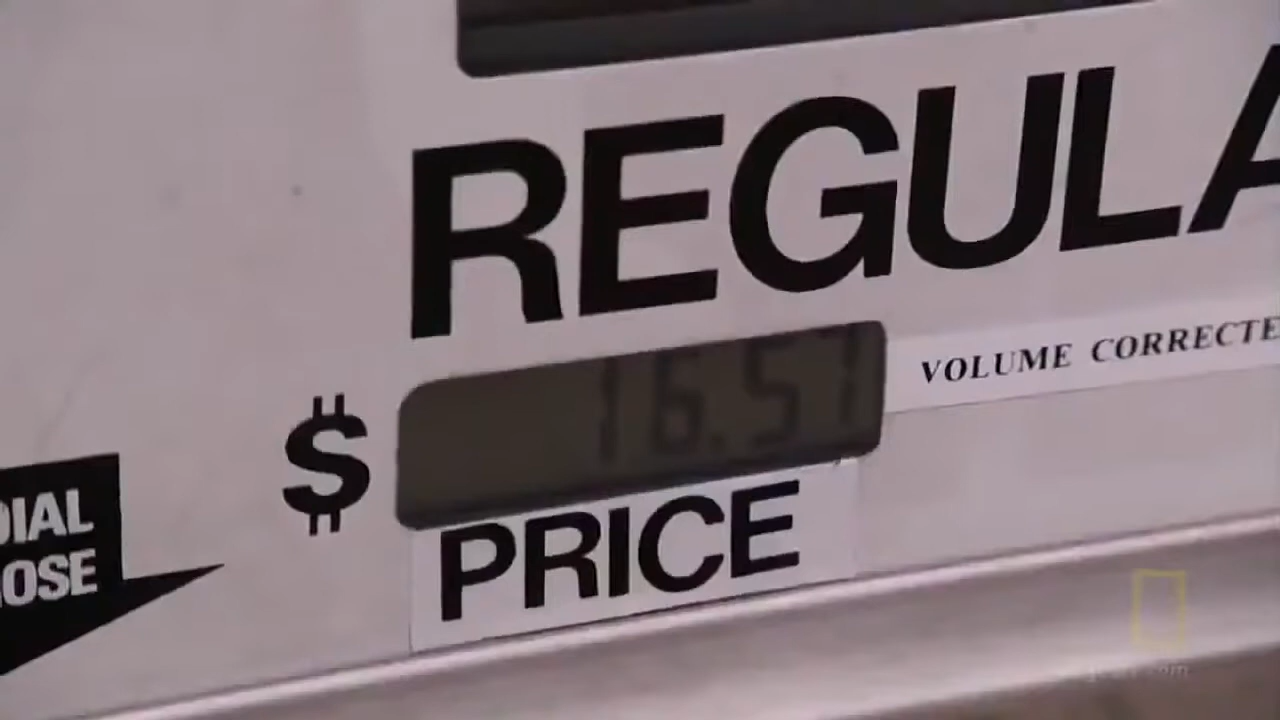 REGULA
$ 16.57
VOLUME CORRECTE
PRICE
DIAL
OSE